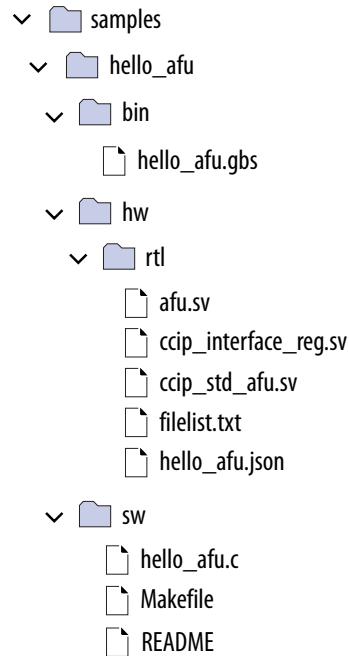 samples
hello_afu
bin
hello_afu.gbs
hw
rtl
afu.sv
ccip_interface_reg.sv
ccip_std_afu.sv
filelist.txt
hello_afu.json
sw
hello_afu.c
Makefile
README